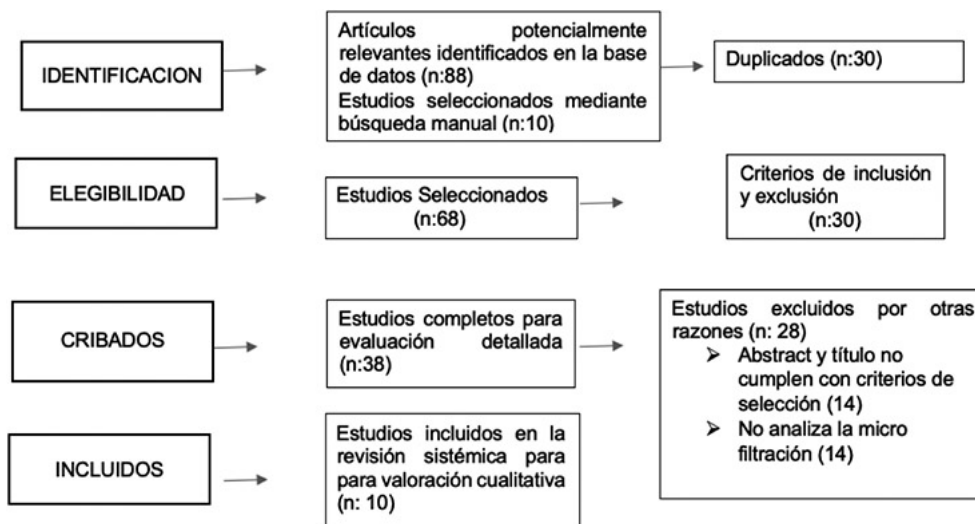 IDENTIFICACION
Artículos potencialmente
relevantes identificados en la base
de datos (n:88
Estudios seleccionados mediante
búsqueda manual (n:10)
Duplicados (n:30)
ELEGIBILIDAD
Estudios Seleccionados
(n:68)
Criterios de inclusión
y exclusión
(n:30)
CRIBADOS
Estudios completos para
evaluación detallada
(n:38)
Estudios excluidos por otras
razones (n: 28)
➤ Abstract y título no
cumplen con criterios de
selección (14)
➤ No analiza la micro
filtración (14)
INCLUIDOS
Estudios incluidos en la
revisión sistémica para
para valoración cualitativa
(n: 10)